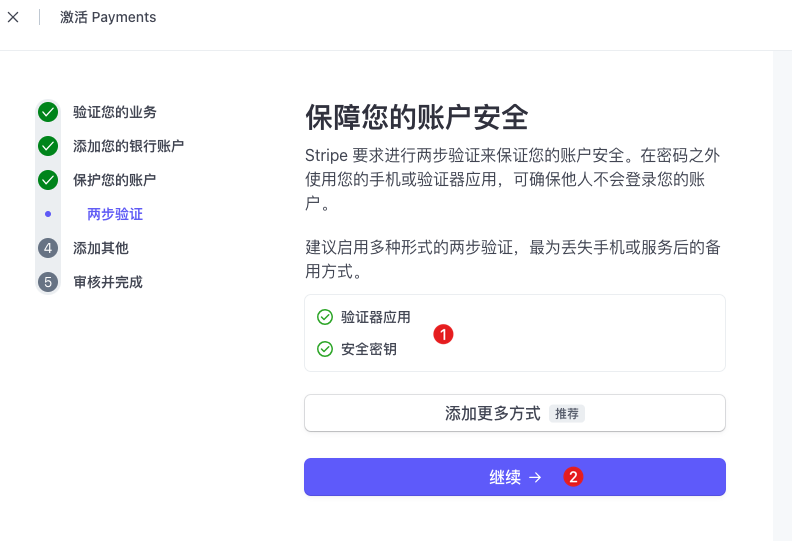 激活 Payments
验证您的业务
添加您的银行账户
保护您的账户
两步验证
4 添加其他
5 审核并完成
保障您的账户安全
Stripe 要求进行两步验证来保证您的账户安全。在密码之外
使用您的手机或验证器应用，可确保他人不会登录您的账
户。
建议启用多种形式的两步验证，最为丢失手机或服务后的备
用方式。
验证器应用
1
安全密钥
添加更多方式 推荐
继续 → 2